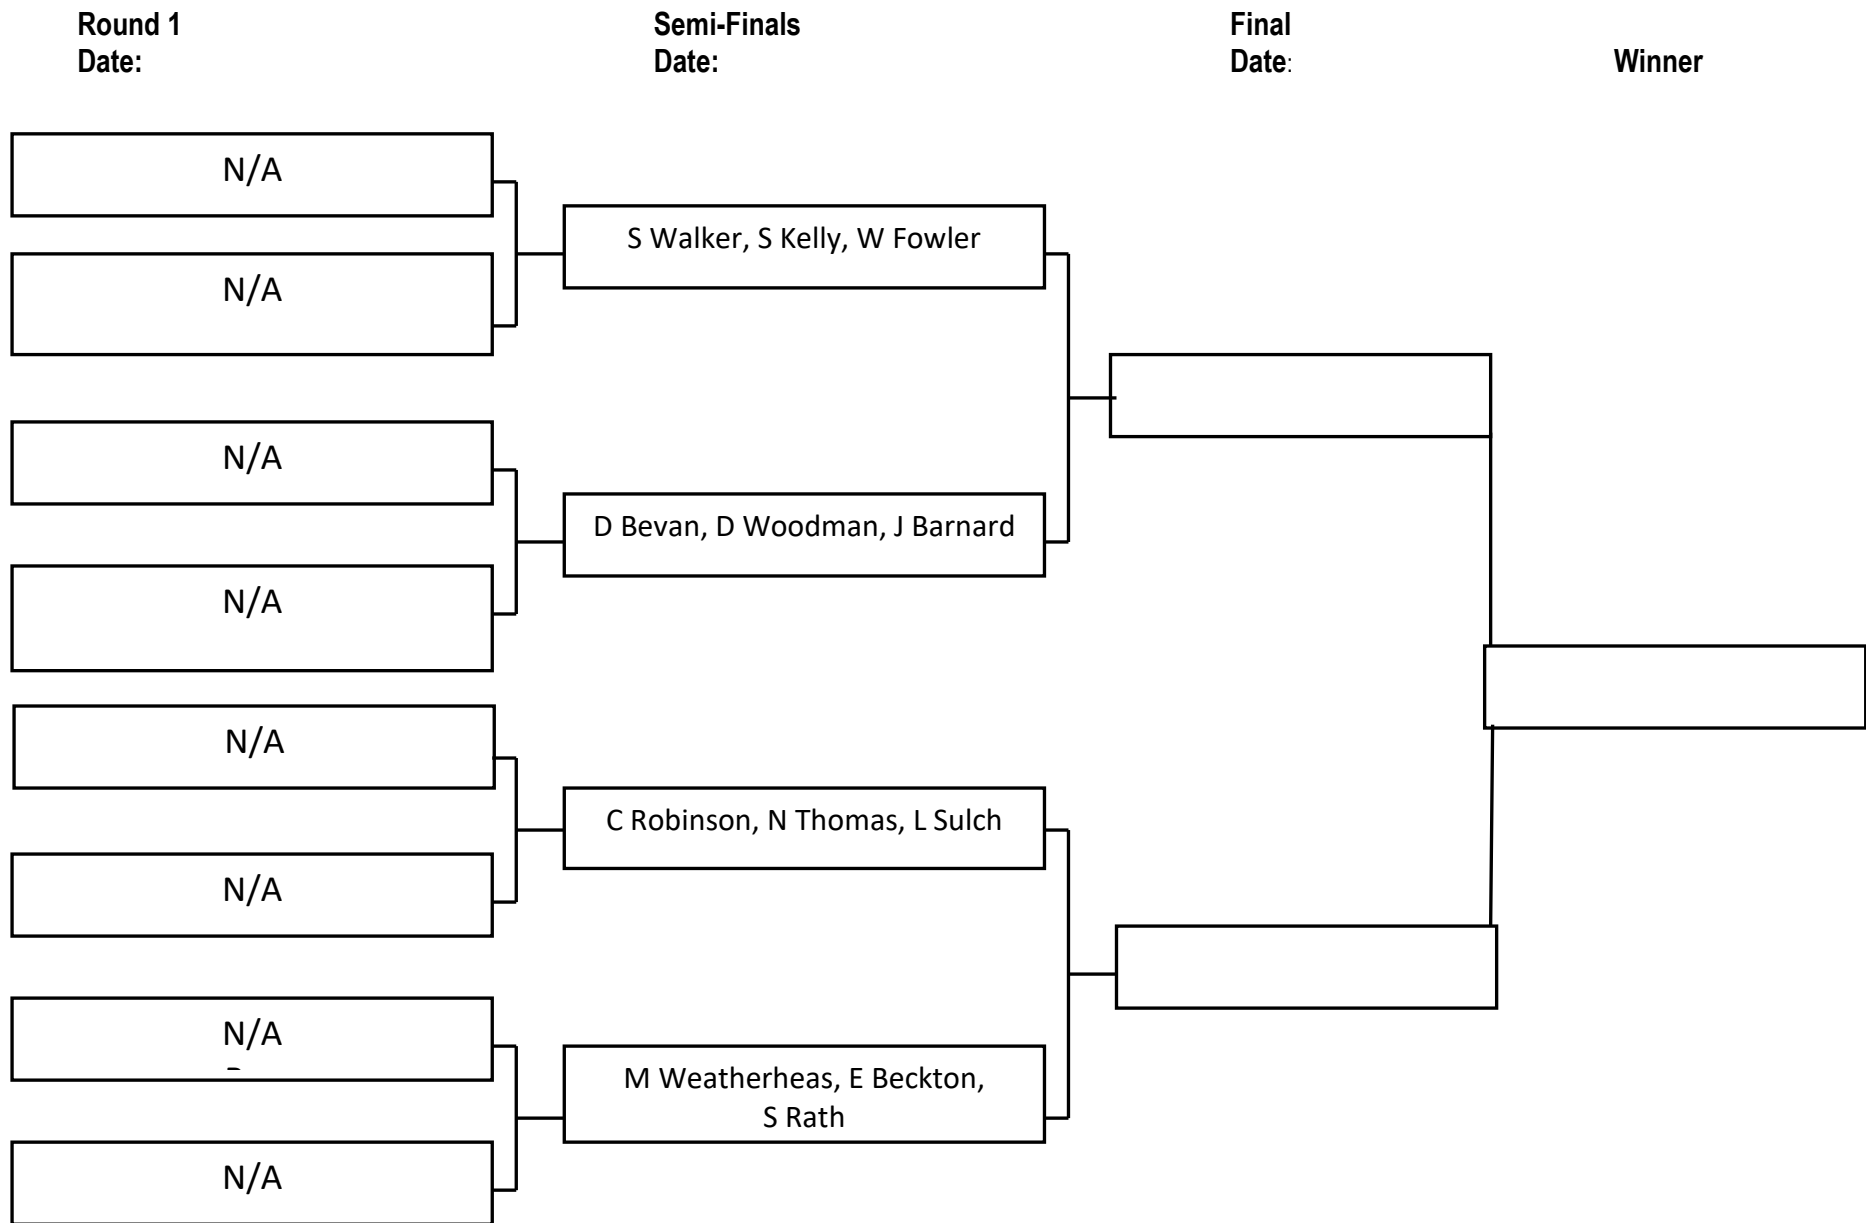 Round 1
Date:
Semi-Finals
Date:
Final
Date:
Winner
N/A
N/A
N/A
N/A
N/A
N/A
N/A
N/A
S Walker, S Kelly, W Fowler
D Bevan, D Woodman, J Barnard
C Robinson, N Thomas, L Sulch
M Weatherheas, E Beckton,
S Rath